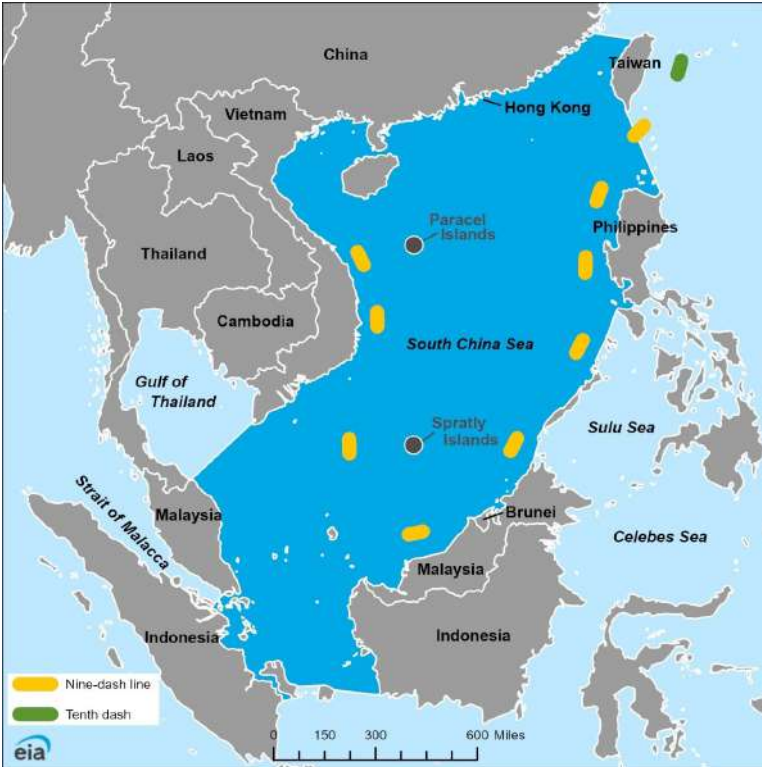 China
Taiwan
Hong Kong
Vietnam
Laos
Paracel
Islands
Philippines
Thailand
Cambodia
South China Sea
Gulf of
Thailand
Spratly
Islands
Sulu Sea
Strait of Malacca
Malaysia
Brunei
Celebes Sea
Malaysia
Indonesia
Indonesia
Nine-dash line
Tenth dash
eia
0 150 300 600 Miles